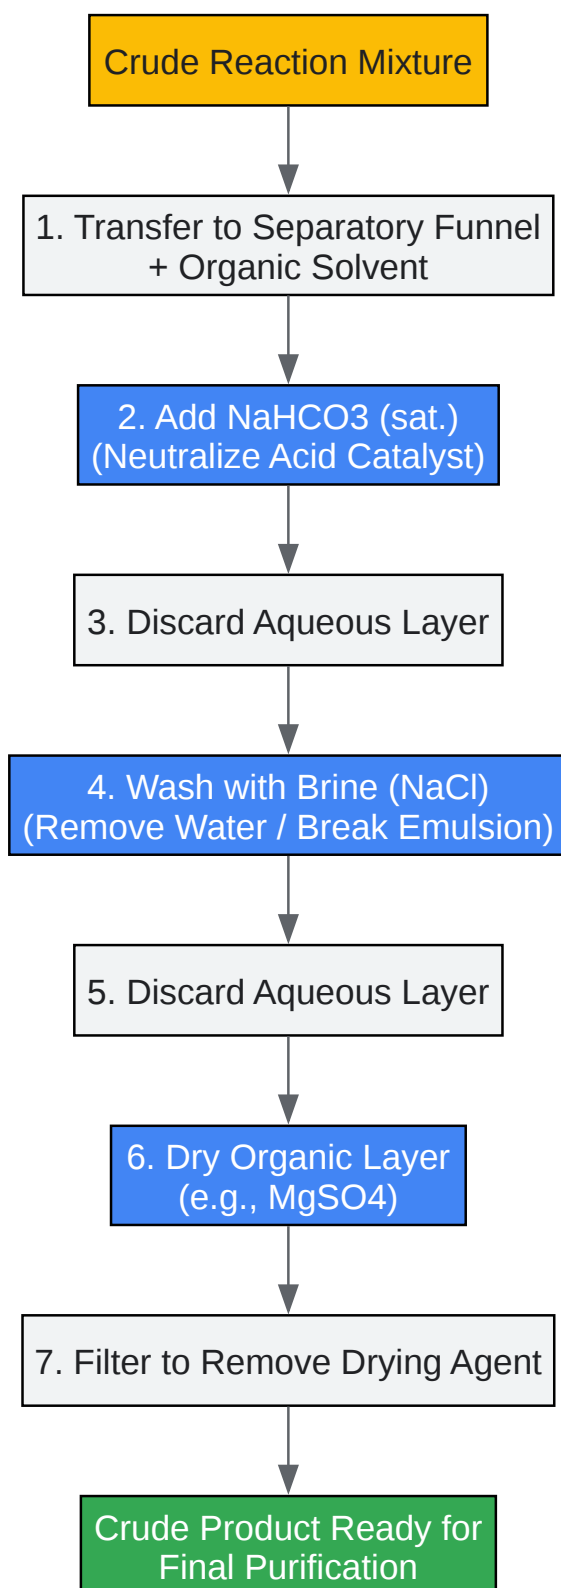 Crude Reaction Mixture
1. Transfer to Separatory Funnel
+ Organic Solvent
2. Add NaHCO3 (sat.)
(Neutralize Acid Catalyst)
3. Discard Aqueous Layer
4. Wash with Brine (NaCl)
(Remove Water / Break Emulsion)
5. Discard Aqueous Layer
6. Dry Organic Layer
(e.g., MgSO4)
7. Filter to Remove Drying Agent
Crude Product Ready for
Final Purification